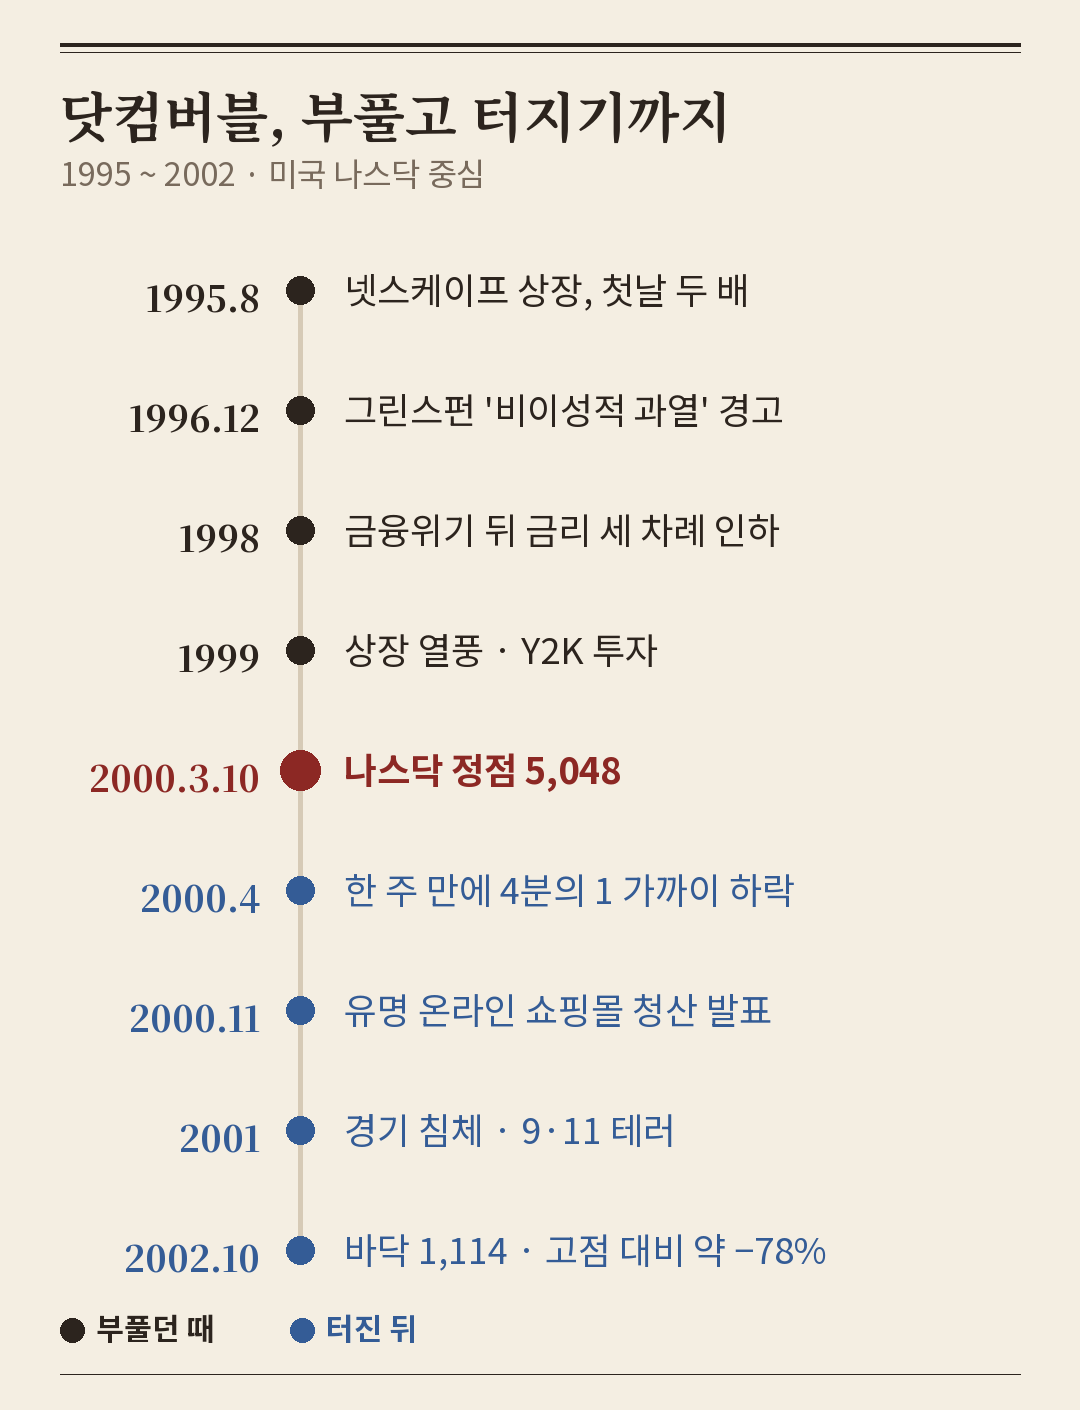 닷컴버블, 부풀고 터지기까지
1995 ~ 2002 · 미국 나스닥 중심
1995.8 넷스케이프 상장, 첫날 두 배
1996.12 그린스펀 '비이성적 과열' 경고
1998 금융위기 뒤 금리 세 차례 인하
1999 상장 열풍 · Y2K 투자
2000.3.10 나스닥 정점 5,048
2000.4 한 주 만에 4분의 1 가까이 하락
2000.11 유명 온라인 쇼핑몰 청산 발표
2001 경기 침체 · 9·11 테러
2002.10 바닥 1,114 · 고점 대비 약 −78%
부풀던 때 터진 뒤